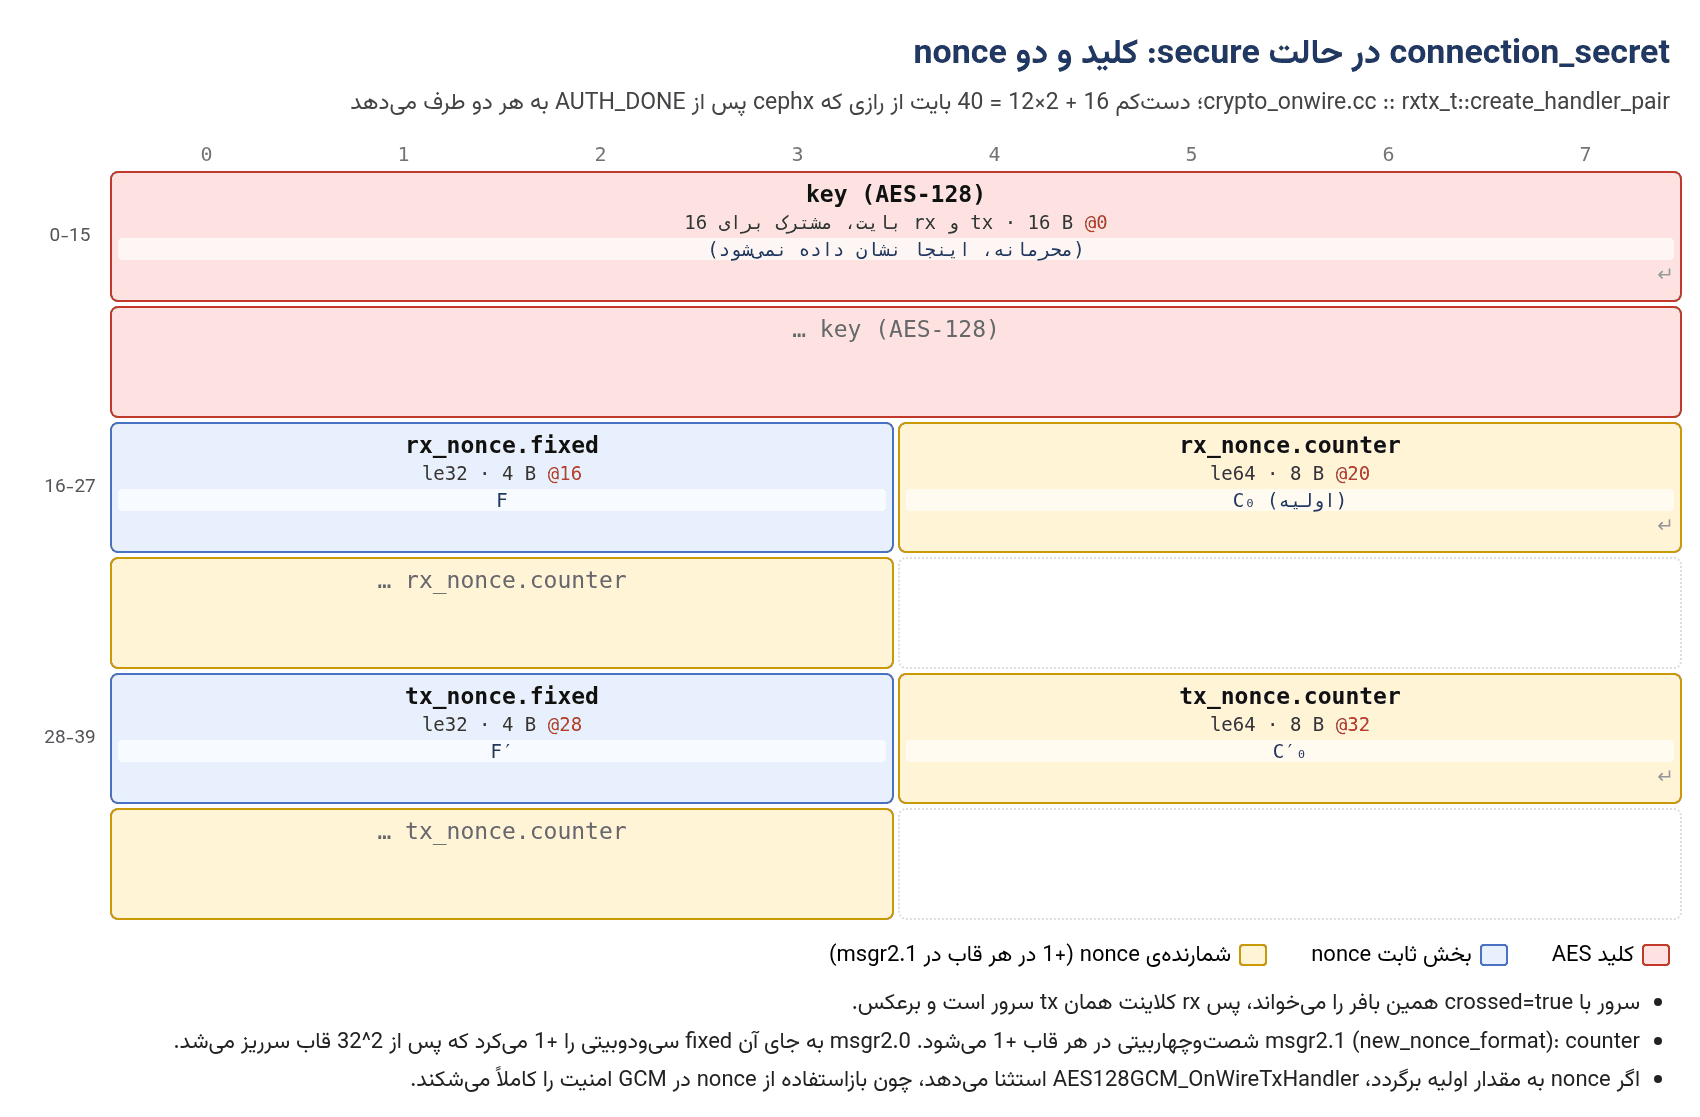 connection_secret در حالت secure: کلید و دو nonce
crypto_onwire.cc :: rxtx_t::create_handler_pair؛ دست‌کم 16 + 2×12 = 40 بایت از رازی که cephx پس از AUTH_DONE به هر دو طرف می‌دهد
0 1 2 3 4 5 6 7
0–15
key (AES-128)
@0 16 B · 16 بایت، مشترک برای rx و tx
(محرمانه، اینجا نشان داده نمی‌شود)
↵
… key (AES-128)
16–27
rx_nonce.fixed
le32 · 4 B @16
F
rx_nonce.counter
le64 · 8 B @20
C₀ (اولیه)
↵
… rx_nonce.counter
28–39
tx_nonce.fixed
le32 · 4 B @28
F′
tx_nonce.counter
le64 · 8 B @32
C′₀
↵
… tx_nonce.counter
کلید AES
بخش ثابت nonce
شمارنده‌ی nonce (+1 در هر قاب در msgr2.1)
• سرور با crossed=true همین بافر را می‌خواند، پس rx کلاینت همان tx سرور است و برعکس.
• msgr2.1 (new_nonce_format): counter شصت‌وچهاربیتی در هر قاب +1 می‌شود. msgr2.0 به جای آن fixed سی‌ودوبیتی را +1 می‌کرد که پس از 2^32 قاب سرریز می‌شد.
• اگر nonce به مقدار اولیه برگردد، AES128GCM_OnWireTxHandler استثنا می‌دهد، چون بازاستفاده از nonce در GCM امنیت را کاملاً می‌شکند.